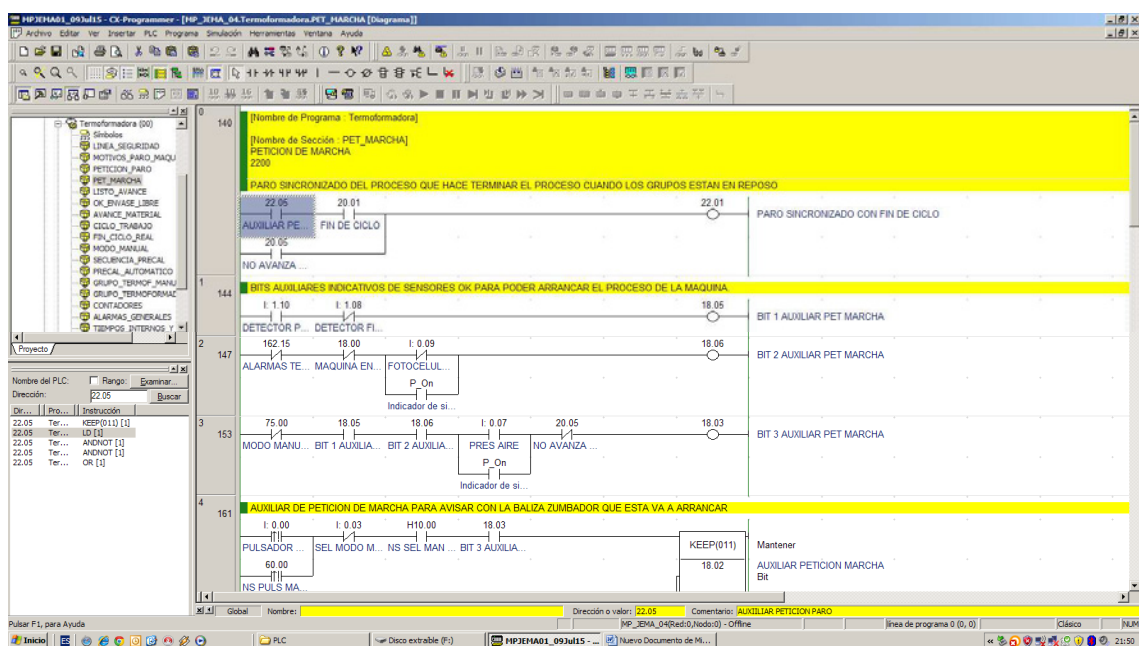 MPJEMA01_09Jul15 - CX-Programmer - [MP_JEMA_04.Termoformadora.PET_MARCHA [Diagrama]]
Archivo Editar Ver Insertar PLC Programa Simulación Herramientas Ventana Ayuda
Termoformadora (00)
Símbolos
LINEA_SEGURIDAD
MOTIVOS_PARO_MAQU
PETICION_PARO
PET_MARCHA
LISTO_AVANCE
OK_ENVASE_LIBRE
AVANCE_MATERIAL
CICLO_TRABAJO
FIN_CICLO_REAL
MODO_MANUAL
SECUENCIA_PRECAL
PRECAL_AUTOMATICO
GRUPO_TERMOF_MANU
GRUPO_TERMOFORMAD
CONTADORES
ALARMAS_GENERALES
TIEMPOS_INTERNOS_Y
Proyecto
Nombre del PLC: Rango: Examinar...
Dirección: 22.05 Buscar
Dir... Pro... Instrucción
22.05 Ter... KEEP(011) [1]
22.05 Ter... LD [1]
22.05 Ter... ANDNOT [1]
22.05 Ter... ANDNOT [1]
22.05 Ter... OR [1]
0
140
[Nombre de Programa : Termoformadora]
[Nombre de Sección : PET_MARCHA]
PETICION DE MARCHA
2200
PARO SINCRONIZADO DEL PROCESO QUE HACE TERMINAR EL PROCESO CUANDO LOS GRUPOS ESTAN EN REPOSO
22.05 20.01 22.01
AUXILIAR PE... FIN DE CICLO PARO SINCRONIZADO CON FIN DE CICLO
20.05
NO AVANZA ...
1
144
BITS AUXILIARES INDICATIVOS DE SENSORES OK PARA PODER ARRANCAR EL PROCESO DE LA MAQUINA.
I: 1.10 I: 1.08 18.05
DETECTOR P... DETECTOR FI... BIT 1 AUXILIAR PET MARCHA
2
147
162.15 18.00 I: 0.09 18.06
ALARMAS TE... MAQUINA EN... FOTOCELUL... BIT 2 AUXILIAR PET MARCHA
P_On
Indicador de si...
3
153
75.00 18.05 18.06 I: 0.07 20.05 18.03
MODO MANU... BIT 1 AUXILIA... BIT 2 AUXILIA... PRES AIRE NO AVANZA ... BIT 3 AUXILIAR PET MARCHA
P_On
Indicador de si...
4
161
AUXILIAR DE PETICION DE MARCHA PARA AVISAR CON LA BALIZA ZUMBADOR QUE ESTA VA A ARRANCAR
I: 0.00 I: 0.03 H10.00 18.03
PULSADOR ... SEL MODO M... NS SEL MAN ... BIT 3 AUXILIA...
KEEP(011) Mantener
60.00 18.02 AUXILIAR PETICION MARCHA
Bit
NS PULS MA...
Global Nombre: Dirección o valor: 22.05 Comentario: AUXILIAR PETICION PARO
Pulsar F1, para Ayuda MP_JEMA_04(Red:0,Nodo:0) - Offline línea de programa 0 (0, 0) Clásico NUM
Inicio PLC Disco extraíble (F:) MPJEMA01_09Jul15 - ... Nuevo Documento de Mi... 21:50